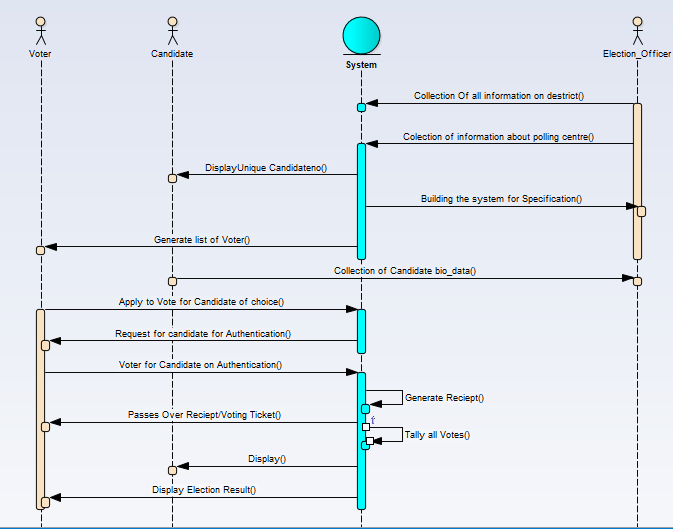 Voter
Candidate
System
Election_Officer
Collection Of all information on destrict()
Colection of information about polling centre()
DisplayUnique Candidateno()
Building the system for Specification()
Generate list of Voter()
Collection of Candidate bio_data()
Apply to Vote for Candidate of choice()
Request for candidate for Authentication()
Voter for Candidate on Authentication()
Generate Reciept()
Passes Over Reciept/Voting Ticket()
f
Tally all Votes()
Display()
Display Election Result()